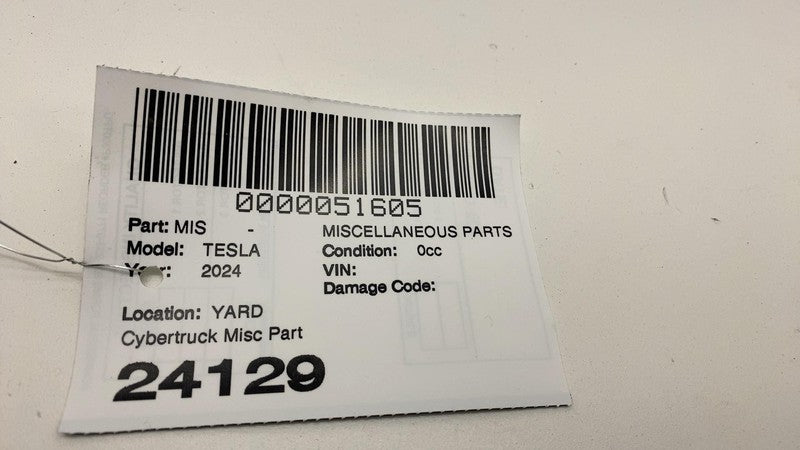 0000051605
Part: MIS - MISCELLANEOUS PARTS
Model: TESLA Condition: 0cc
Year: 2024 VIN:
Damage Code:
Location: YARD
Cybertruck Misc Part
24129